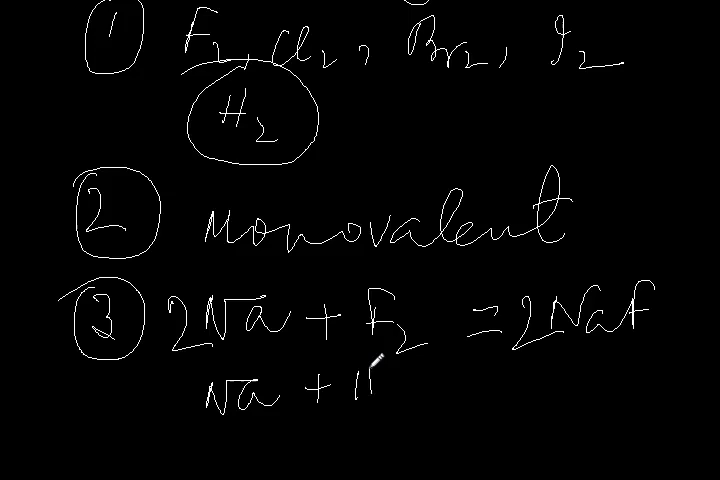 1 F2, Cl2, Br2, I2
H2
2 Monovalent
3 2Na + F2 = 2NaF
Na +